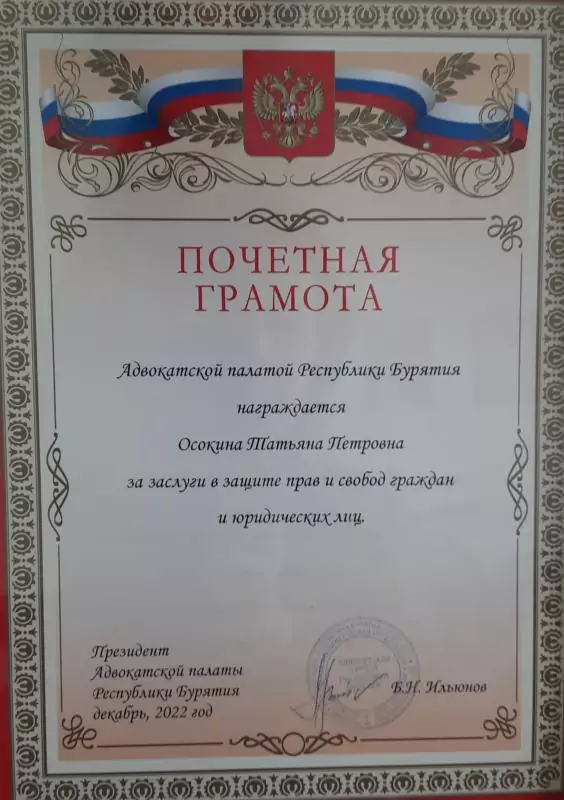 ПОЧЕТНАЯ
ГРАМОТА
Адвокатской палатой Республики Бурятия
награждается
Осокина Татьяна Петровна
за заслуги в защите прав и свобод граждан
и юридических лиц.
Президент
Адвокатской палаты
Республики Бурятия
декабрь, 2022 год
Б.Н. Ильюнов